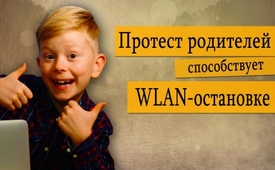 Протест родителей
способствует
WLAN-остановке